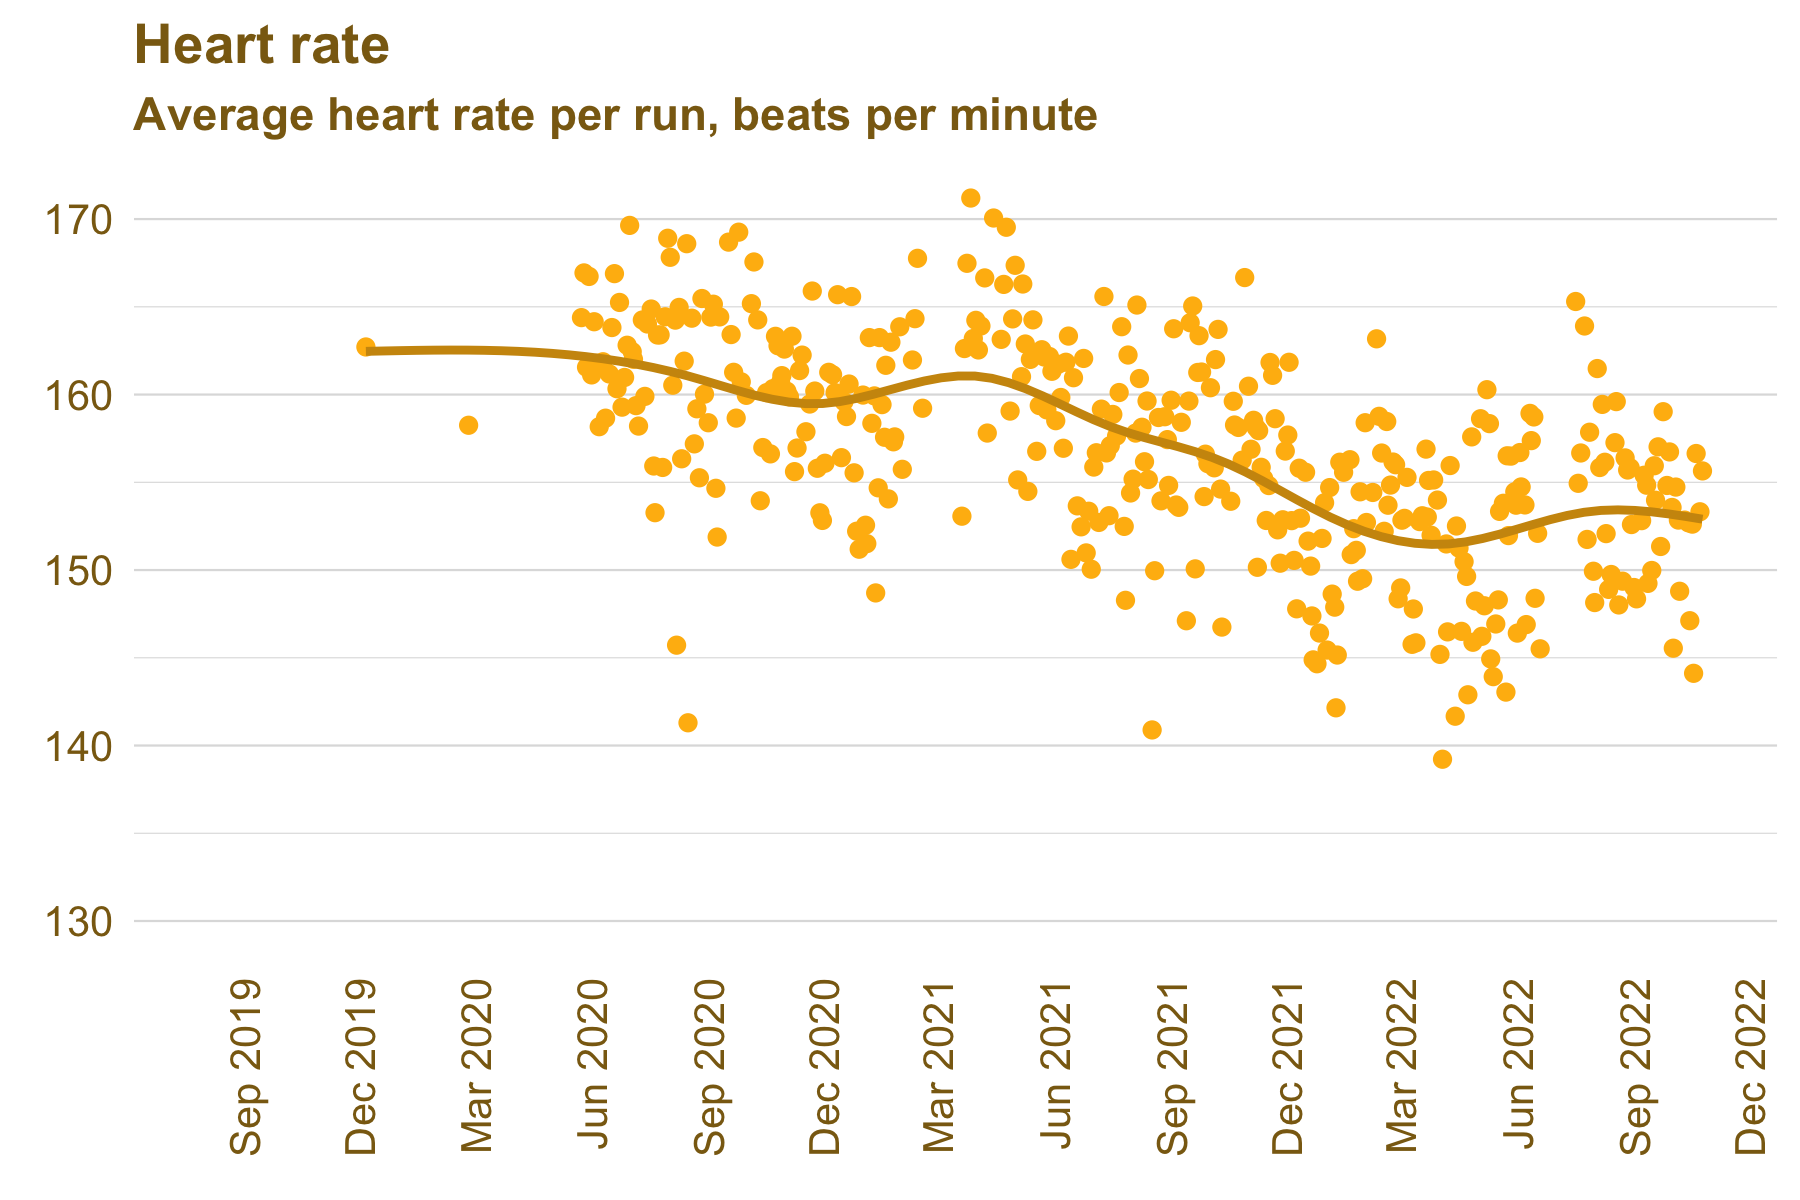 Heart rate
Average heart rate per run, beats per minute
170
160
150
140
130
Sep 2019
Dec 2019
Mar 2020
Jun 2020
Sep 2020
Dec 2020
Mar 2021
Jun 2021
Sep 2021
Dec 2021
Mar 2022
Jun 2022
Sep 2022
Dec 2022